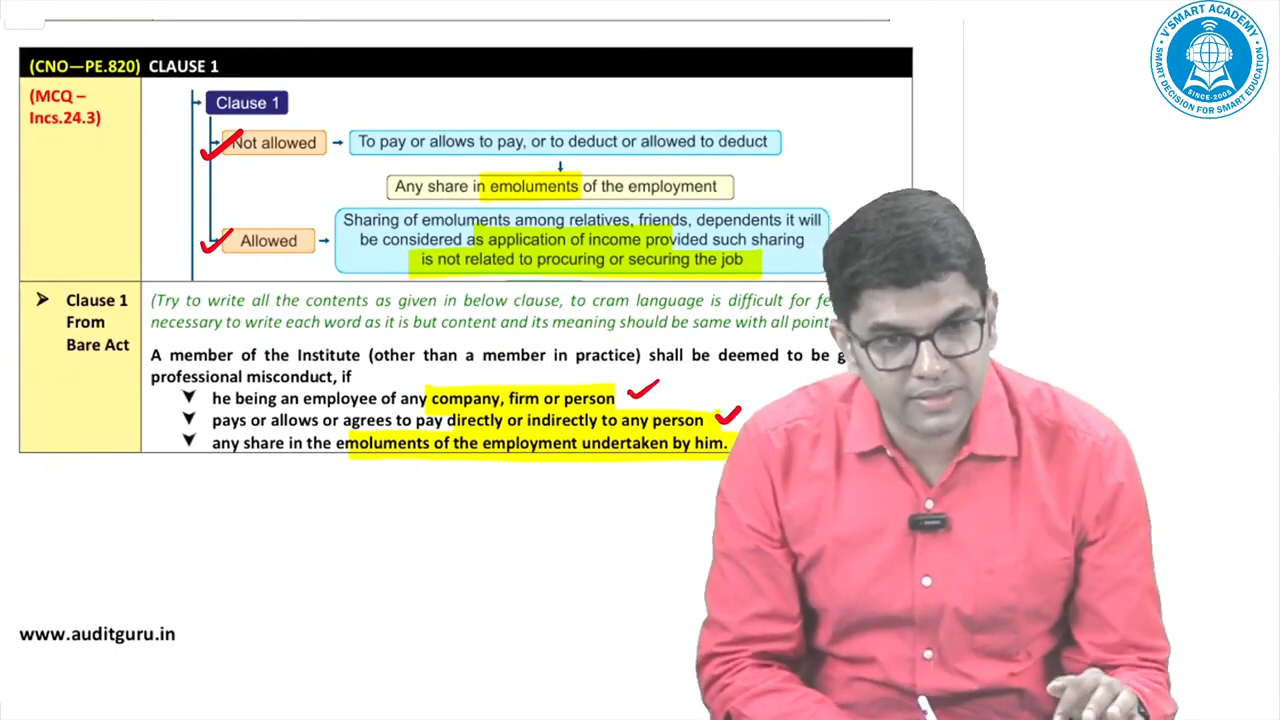 V'SMART ACADEMY
SMART DECISION FOR SMART EDUCATION
SINCE-2005
(CNO—PE.820) CLAUSE 1
(MCQ –
Incs.24.3)
Clause 1
Not allowed
To pay or allows to pay, or to deduct or allowed to deduct
Any share in emoluments of the employment
Allowed
Sharing of emoluments among relatives, friends, dependents it will
be considered as application of income provided such sharing
is not related to procuring or securing the job
Clause 1
From
Bare Act
(Try to write all the contents as given in below clause, to cram language is difficult for
necessary to write each word as it is but content and its meaning should be same with all
A member of the Institute (other than a member in practice) shall be deemed to be
professional misconduct, if
he being an employee of any company, firm or person
pays or allows or agrees to pay directly or indirectly to any person
any share in the emoluments of the employment undertaken by him.
www.auditguru.in